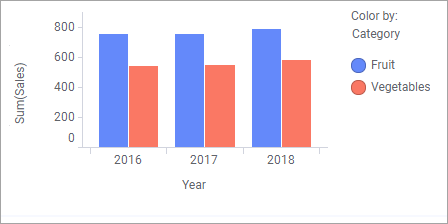 Color by:
Category
Fruit
Vegetables
Sum(Sales)
800
600
400
200
0
2016 2017 2018
Year